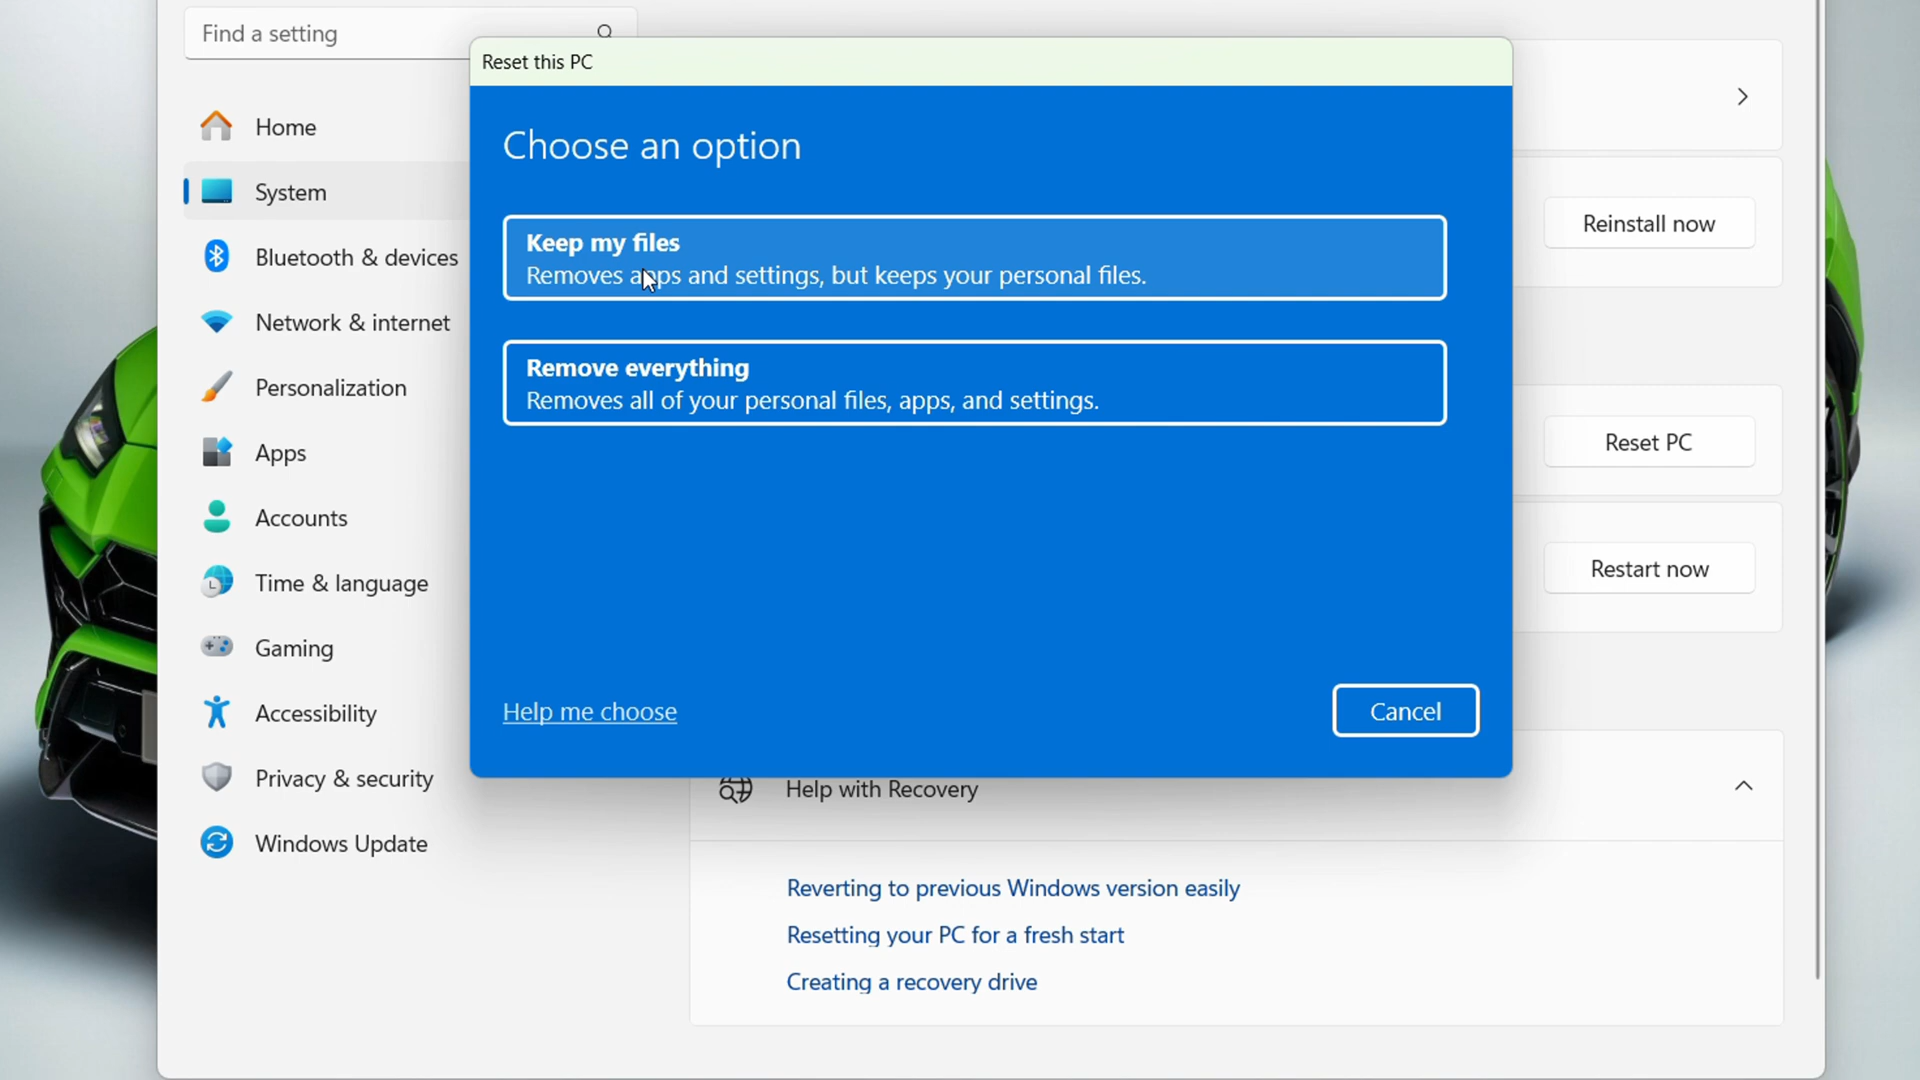 Find a setting
Home
System
Bluetooth & devices
Network & internet
Personalization
Apps
Accounts
Time & language
Gaming
Accessibility
Privacy & security
Windows Update
Reset this PC
Choose an option
Keep my files
Removes apps and settings, but keeps your personal files.
Remove everything
Removes all of your personal files, apps, and settings.
Help me choose
Cancel
Reinstall now
Reset PC
Restart now
Help with Recovery
Reverting to previous Windows version easily
Resetting your PC for a fresh start
Creating a recovery drive